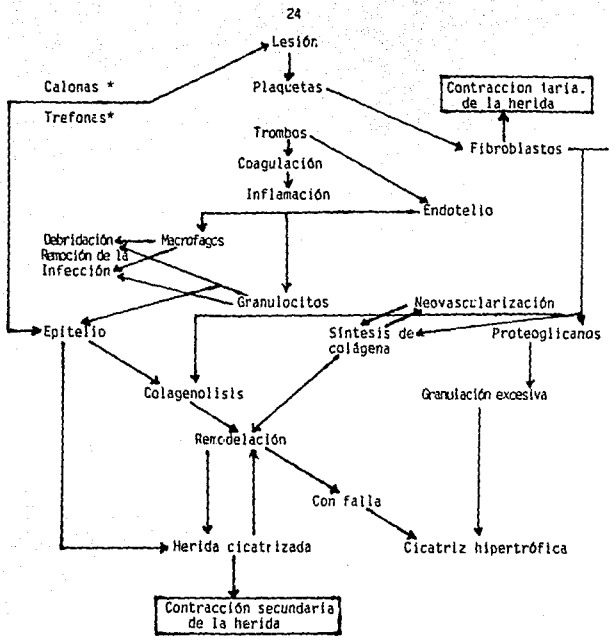 24
Lesión
Calonas *
Trefonas*
Plaquetas
Contraccion 1aria.
de la herida
Trombos
Fibroblastos
Coagulación
Inflamación
Endotelio
Debridación
Macrofagos
Remoción de la
Infección
Granulocitos
Neovascularización
Epitelio
Síntesis de
colágena
Proteoglicanos
Colagenolisis
Granulación excesiva
Remodelación
Con falla
Herida cicatrizada
Cicatriz hipertrófica
Contracción secundaria
de la herida